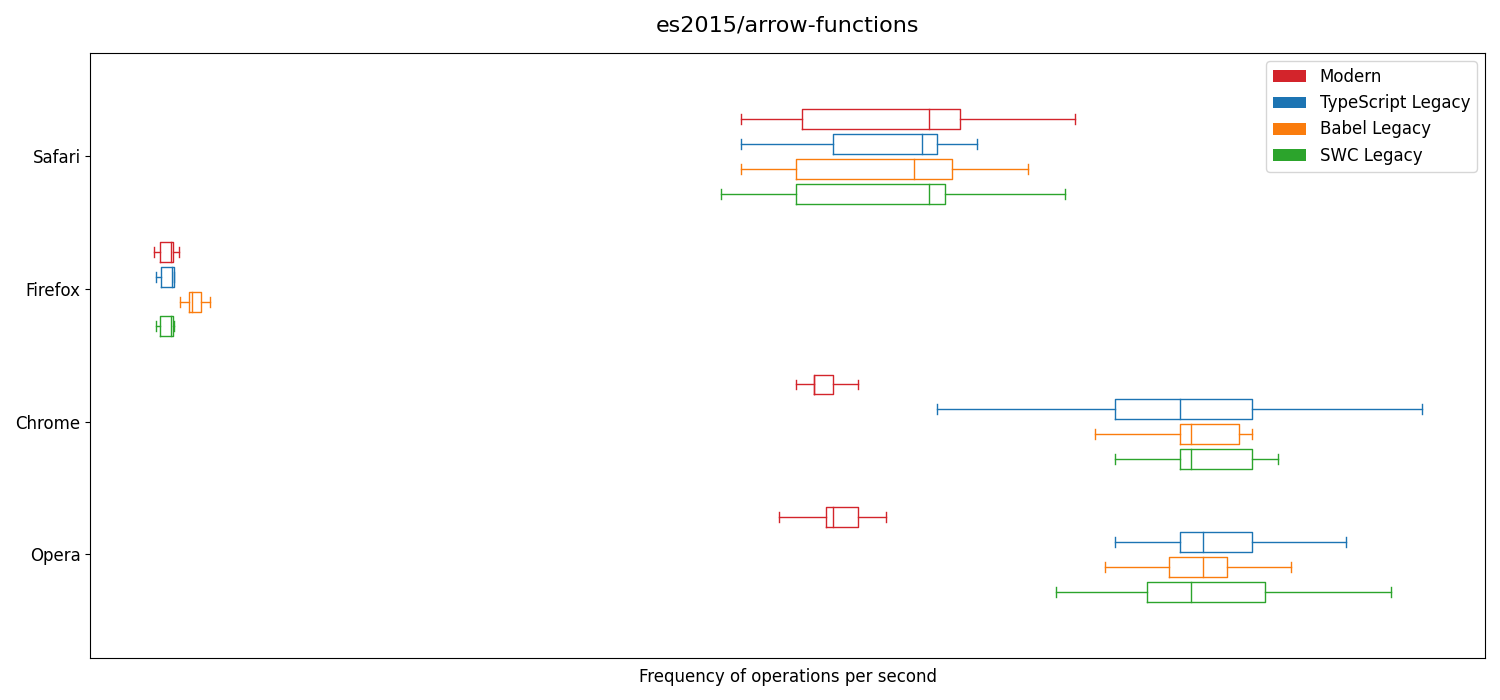 es2015/arrow-functions
Modern
TypeScript Legacy
Babel Legacy
SWC Legacy
Safari
Firefox
Chrome
Opera
Frequency of operations per second